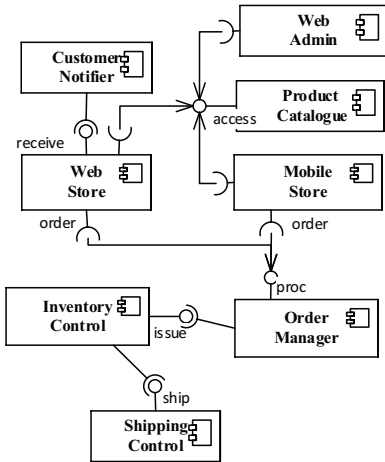 Web
Admin
Customer
Notifier
Product
Catalogue
access
receive
Web
Store
Mobile
Store
order
order
proc
Inventory
Control
issue
Order
Manager
ship
Shipping
Control